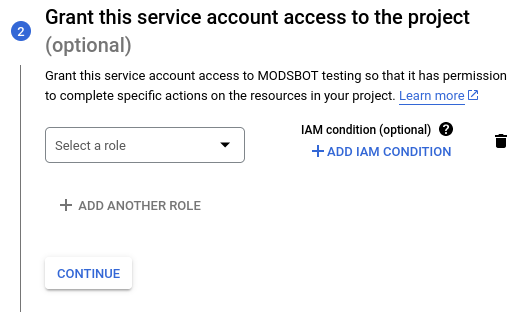 2
Grant this service account access to the project
(optional)
Grant this service account access to MODSBOT testing so that it has permission
to complete specific actions on the resources in your project. Learn more
IAM condition (optional) ?
Select a role
+ ADD IAM CONDITION
+ ADD ANOTHER ROLE
CONTINUE